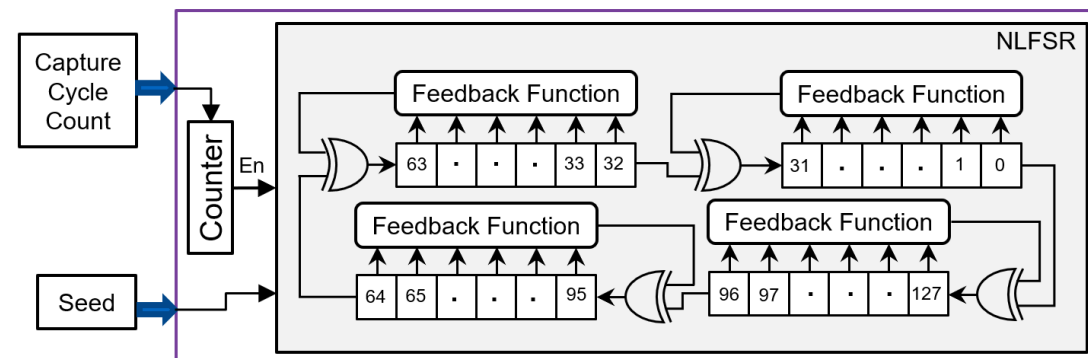 NLFSR
Capture
Cycle
Count
Counter
En
Seed
Feedback Function
63 . . . 33 32
Feedback Function
31 . . . 1 0
Feedback Function
64 65 . . . 95
Feedback Function
96 97 . . . 127